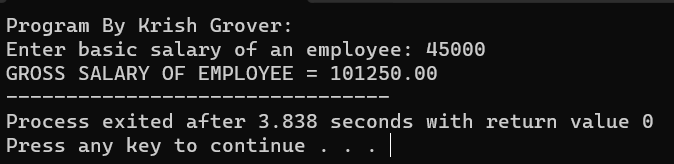 Program By Krish Grover:
Enter basic salary of an employee: 45000
GROSS SALARY OF EMPLOYEE = 101250.00
--------------------------------
Process exited after 3.838 seconds with return value 0
Press any key to continue . . .